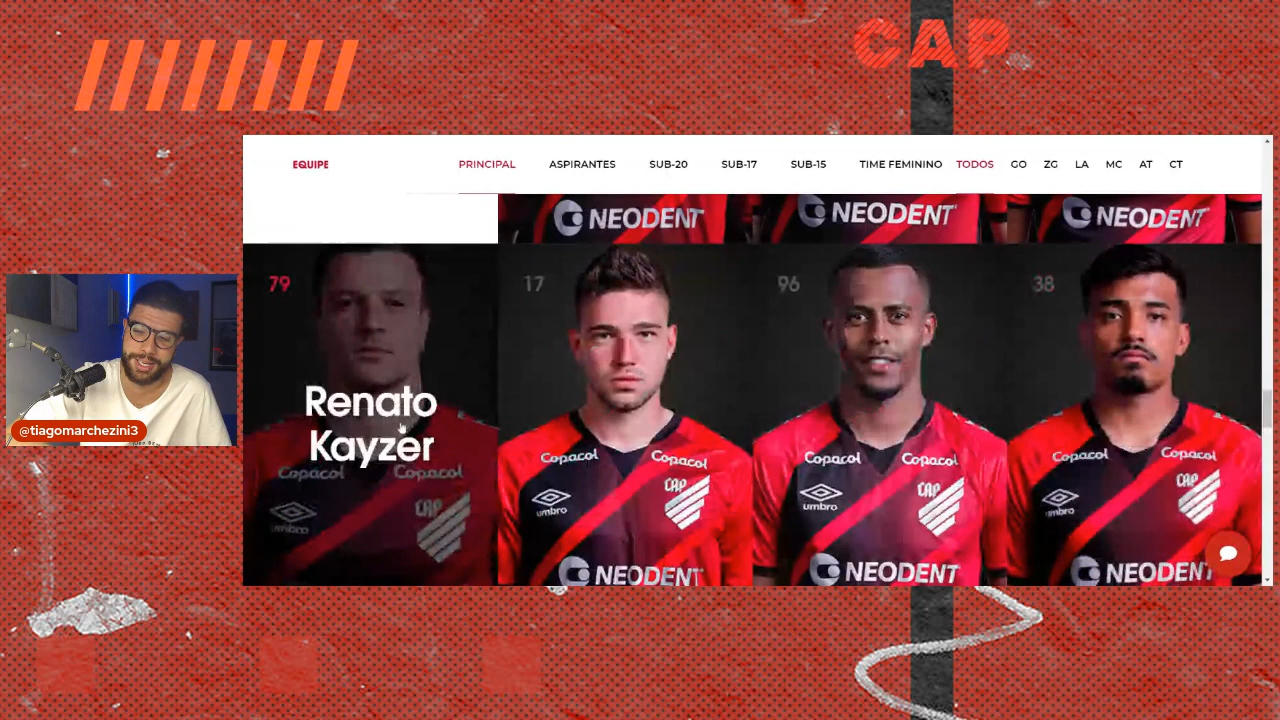 CAP
EQUIPE
PRINCIPAL
ASPIRANTES
SUB-20
SUB-17
SUB-15
TIME FEMININO
TODOS
GO
ZG
LA
MC
AT
CT
NEODENT
NEODENT
NEODENT
79
17
96
38
Renato
Kayzer
Copacol
Copacol
Copacol
Copacol
Copacol
Copacol
Copacol
Copacol
CAP
CAP
CAP
CAP
umbro
umbro
umbro
umbro
NEODENT
NEODENT
NEODENT
@tiagomarchezini3